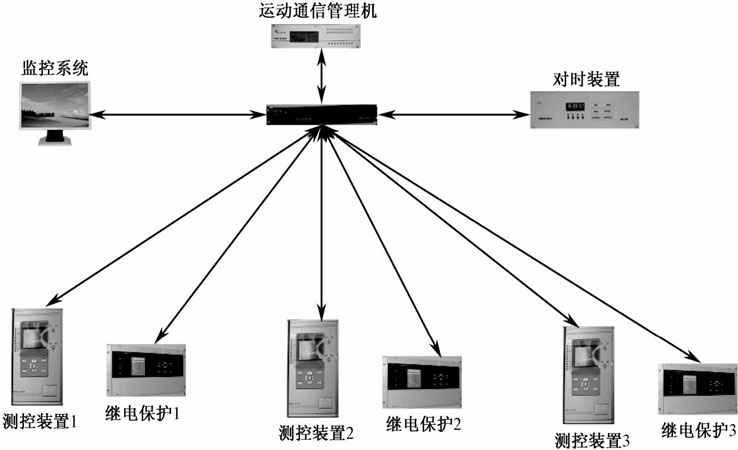 运动通信管理机
监控系统
对时装置
测控装置1
继电保护1
测控装置2
继电保护2
测控装置3
继电保护3